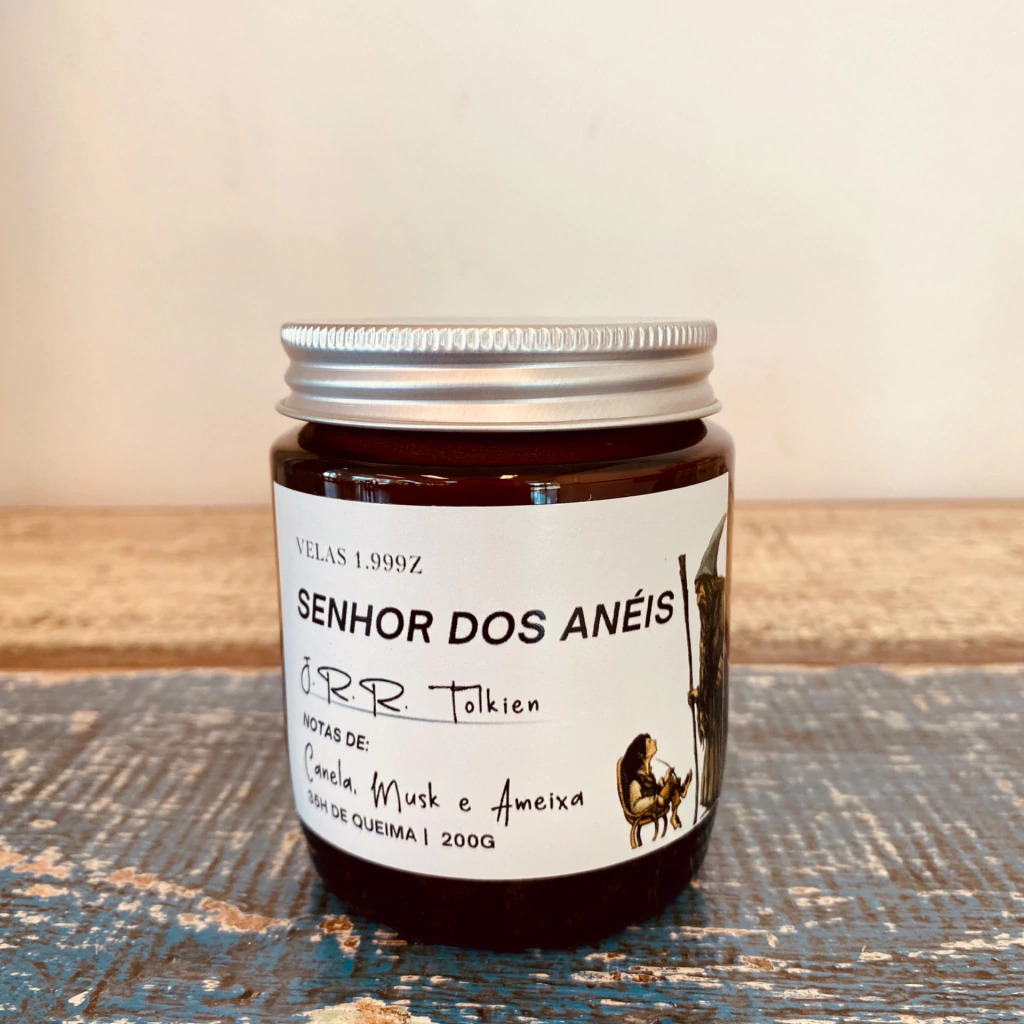 VELAS 1.999Z
SENHOR DOS ANÉIS
J.R.R. Tolkien
NOTAS DE:
Canela, Musk e Ameixa
35H DE QUEIMA | 200G